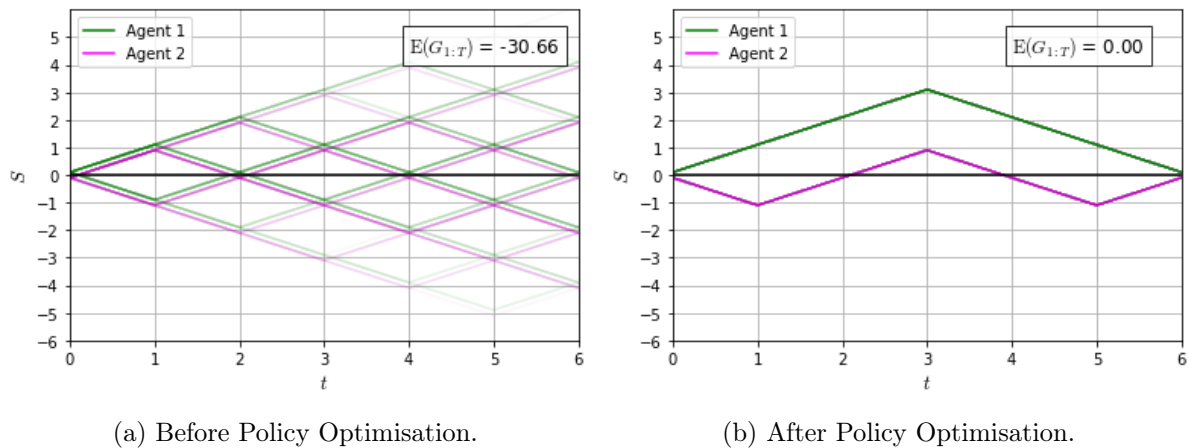 Agent 1
Agent 2
E(G1:T) = -30.66
6
5
4
3
2
1
0
−1
−2
−3
−4
−5
−6
S
0 1 2 3 4 5 6
t
(a) Before Policy Optimisation.
Agent 1
Agent 2
E(G1:T) = 0.00
6
5
4
3
2
1
0
−1
−2
−3
−4
−5
−6
S
0 1 2 3 4 5 6
t
(b) After Policy Optimisation.